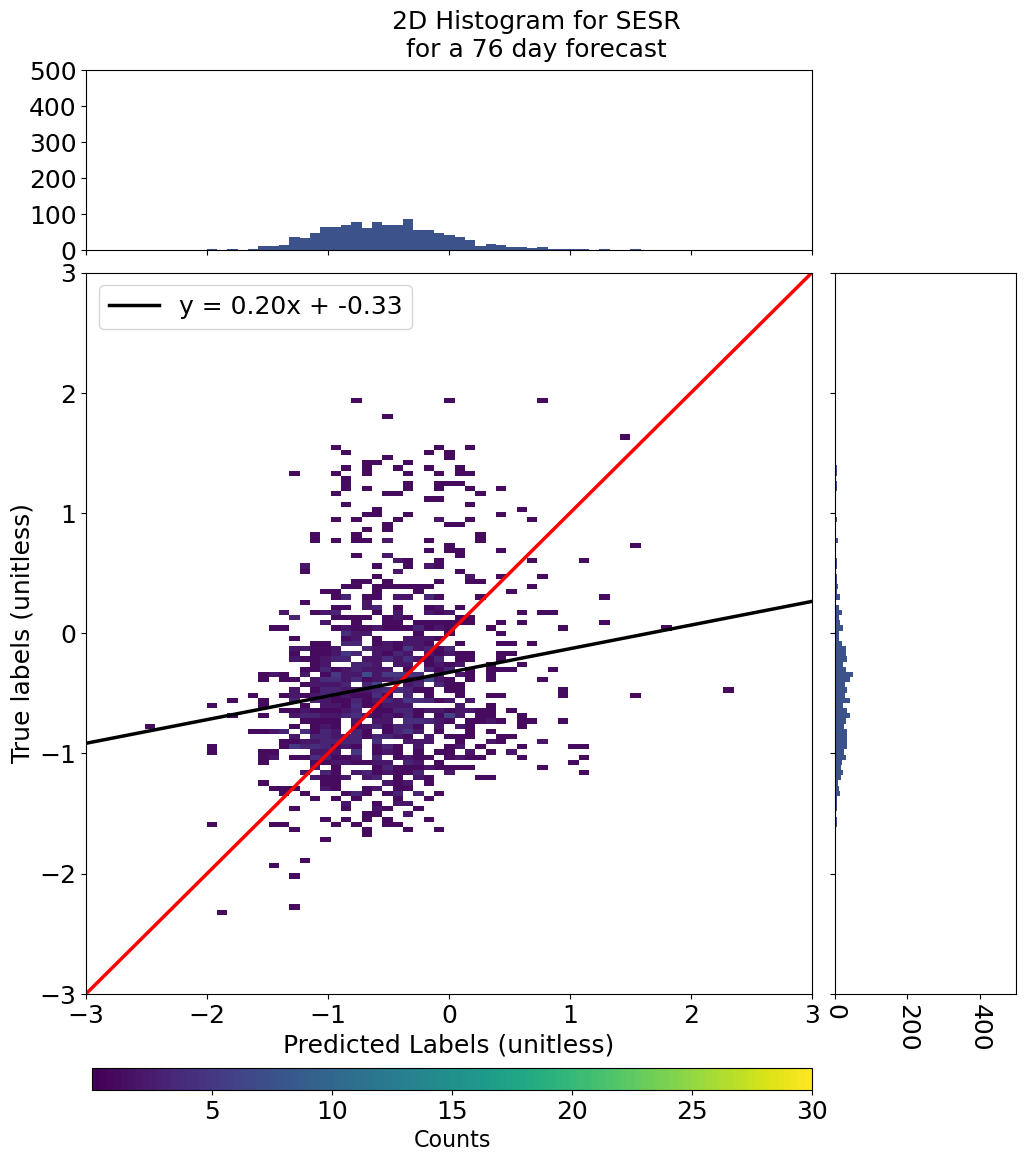 2D Histogram for SESR
for a 76 day forecast
500
400
300
200
100
0
3
2
1
0
−1
−2
−3
True labels (unitless)
y = 0.20x + -0.33
−3 −2 −1 0 1 2 3
Predicted Labels (unitless)
0 200 400
5 10 15 20 25 30
Counts